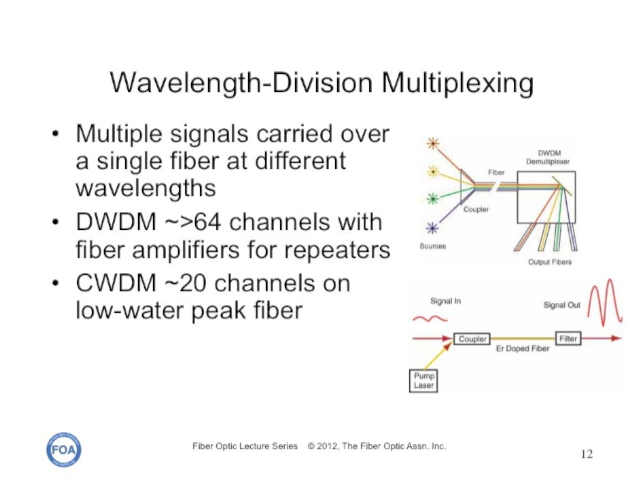 Wavelength-Division Multiplexing
• Multiple signals carried over
a single fiber at different
wavelengths
• DWDM ~>64 channels with
fiber amplifiers for repeaters
• CWDM ~20 channels on
low-water peak fiber
DWDM
Demultiplexer
Fiber
Coupler
Sources
Output Fibers
Signal In
Signal Out
Coupler
Filter
Er Doped Fiber
Pump
Laser
FOA
Fiber Optic Lecture Series © 2012, The Fiber Optic Assn. Inc.
12